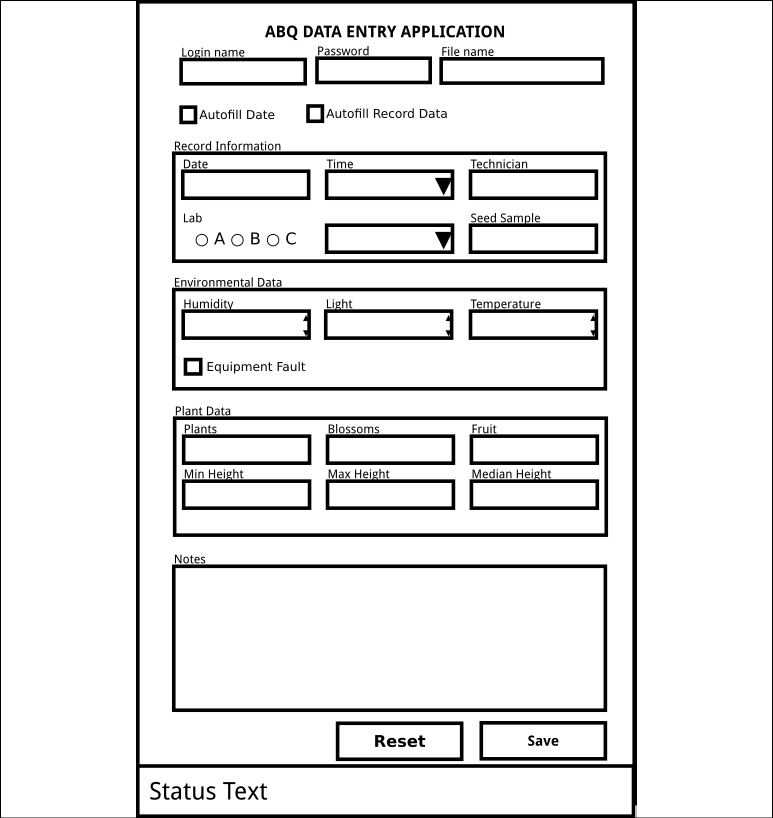 ABQ DATA ENTRY APPLICATION
Login name Password File name
Autofill Date Autofill Record Data
Record Information
Date Time Technician
Lab Seed Sample
A B C
Environmental Data
Humidity Light Temperature
Equipment Fault
Plant Data
Plants Blossoms Fruit
Min Height Max Height Median Height
Notes
Reset Save
Status Text